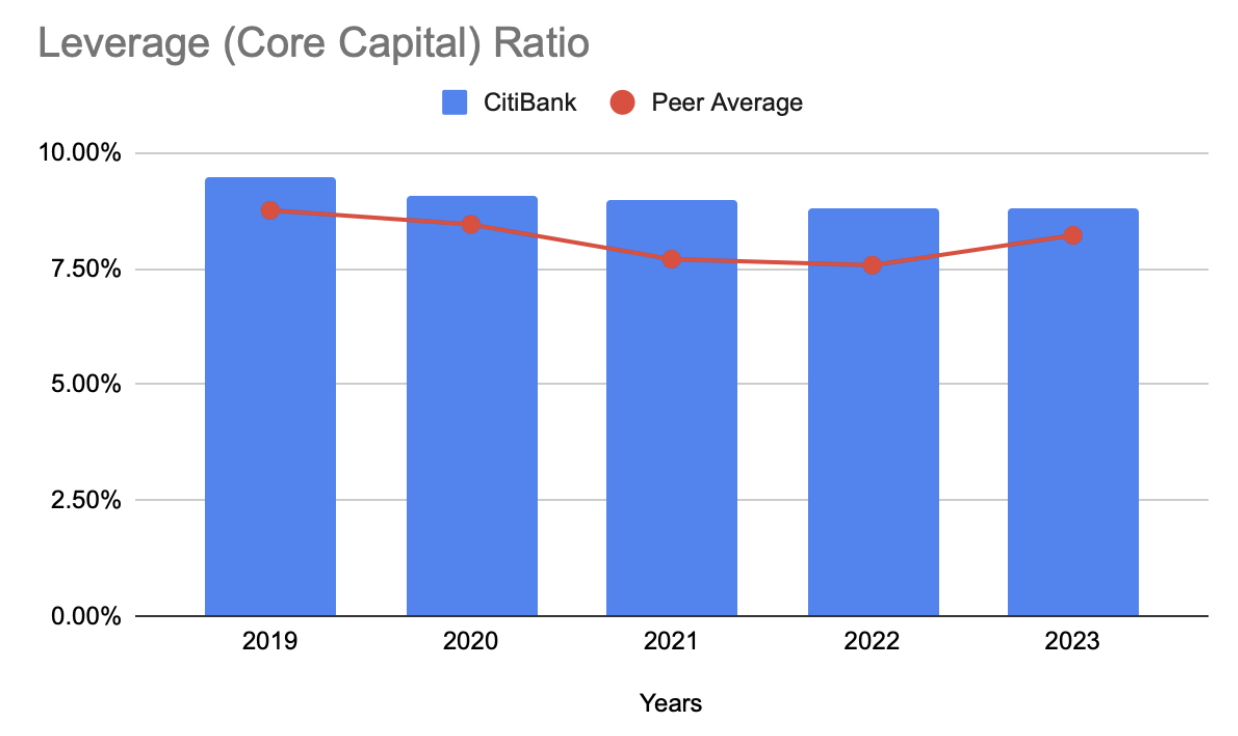 Leverage (Core Capital) Ratio
CitiBank Peer Average
10.00%
7.50%
5.00%
2.50%
0.00%
2019 2020 2021 2022 2023
Years